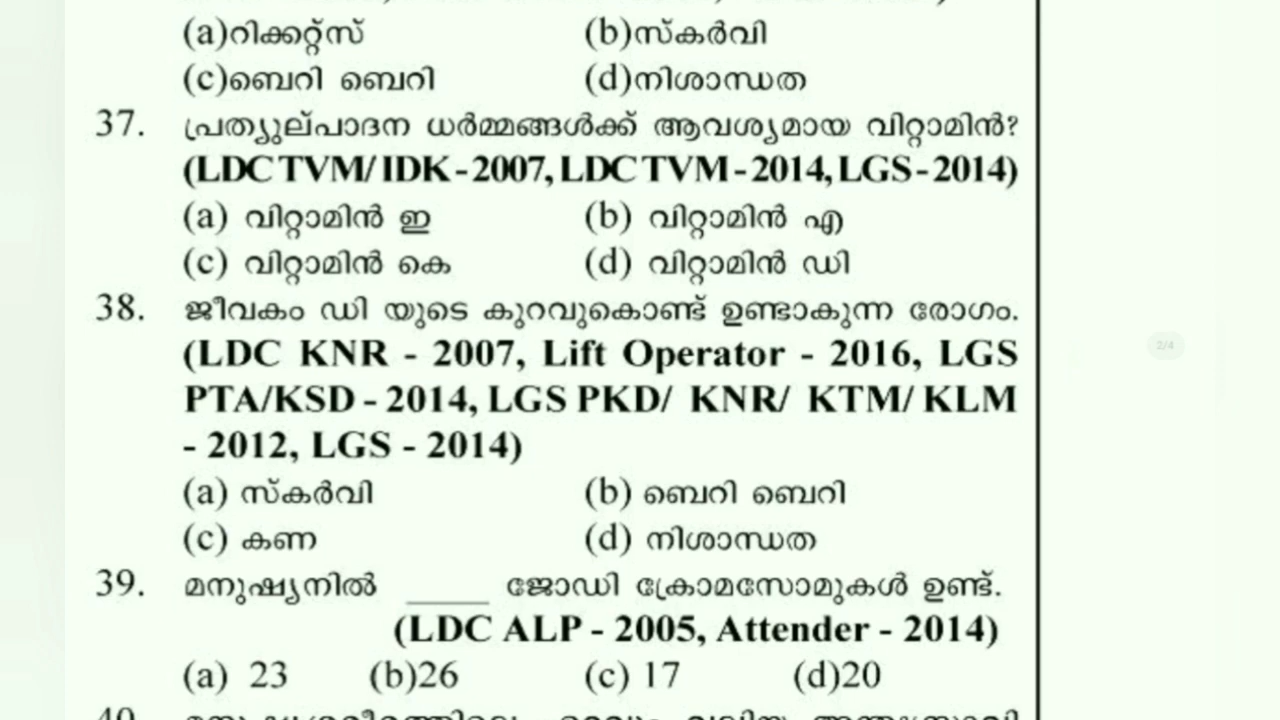 (a)റിക്കറ്റ്സ് (b)സ്കർവി
(c)ബെറി ബെറി (d)നിശാന്ധത
37. പ്രത്യുല്പാദന ധർമ്മങ്ങൾക്ക് ആവശ്യമായ വിറ്റാമിൻ?
(LDC TVM/ IDK - 2007, LDC TVM - 2014, LGS - 2014)
(a) വിറ്റാമിൻ ഇ (b) വിറ്റാമിൻ എ
(c) വിറ്റാമിൻ കെ (d) വിറ്റാമിൻ ഡി
38. ജീവകം ഡി യുടെ കുറവുകൊണ്ട് ഉണ്ടാകുന്ന രോഗം.
(LDC KNR - 2007, Lift Operator - 2016, LGS
PTA/KSD - 2014, LGS PKD/ KNR/ KTM/ KLM
- 2012, LGS - 2014)
(a) സ്കർവി (b) ബെറി ബെറി
(c) കണ (d) നിശാന്ധത
39. മനുഷ്യനിൽ _____ ജോഡി ക്രോമസോമുകൾ ഉണ്ട്.
(LDC ALP - 2005, Attender - 2014)
(a) 23 (b)26 (c) 17 (d)20
2/4